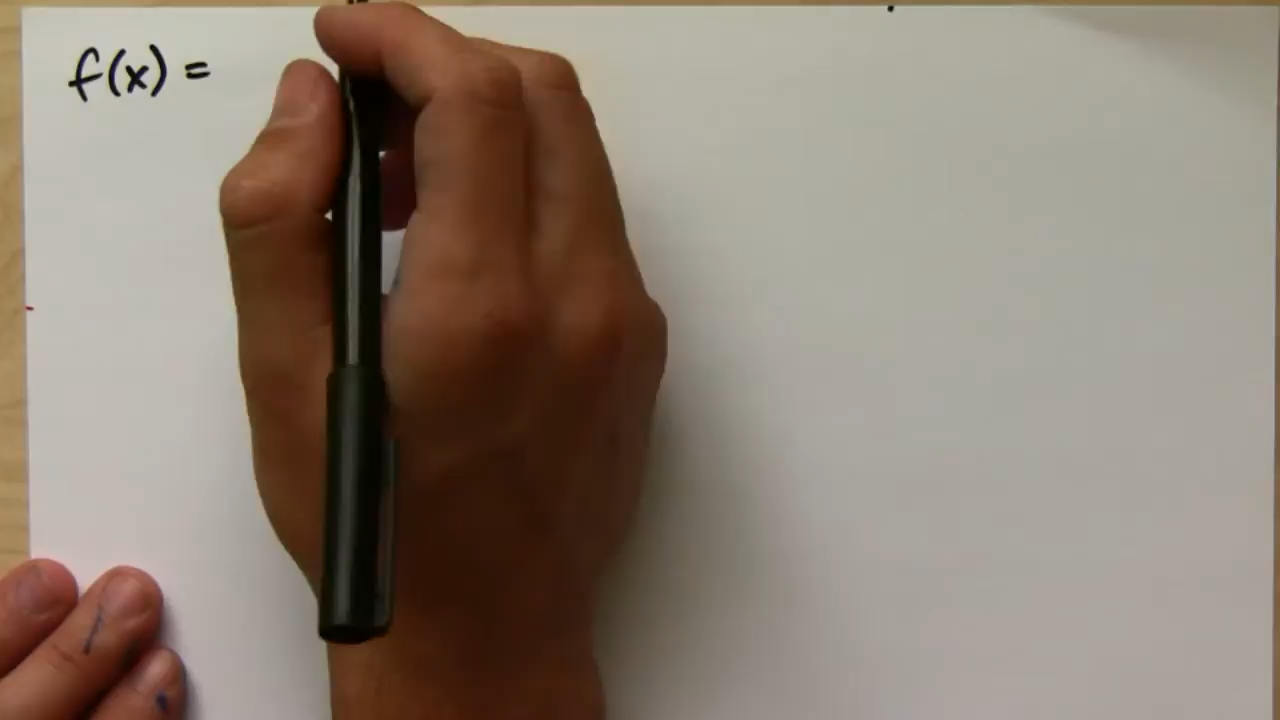 f(x) =